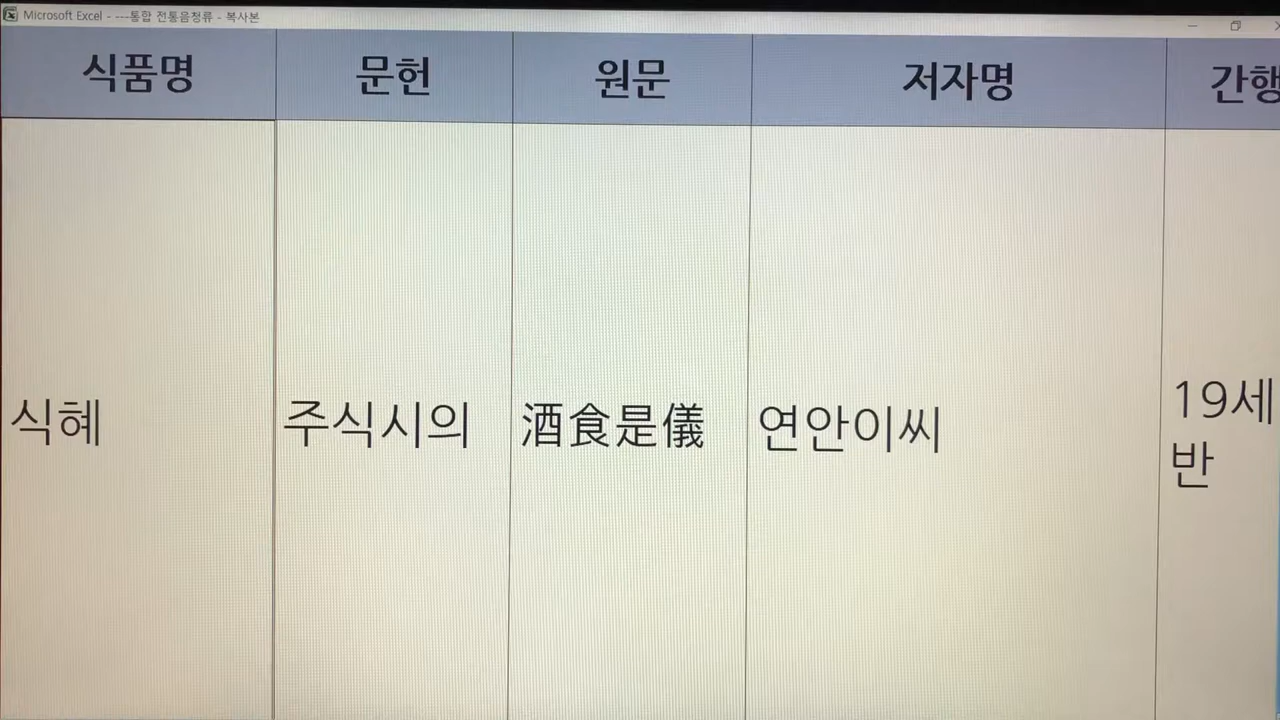 Microsoft Excel - ---통합 전통음청류 - 복사본
식품명 문헌 원문 저자명 간행
식혜 주식시의 酒食是儀 연안이씨 19세
반